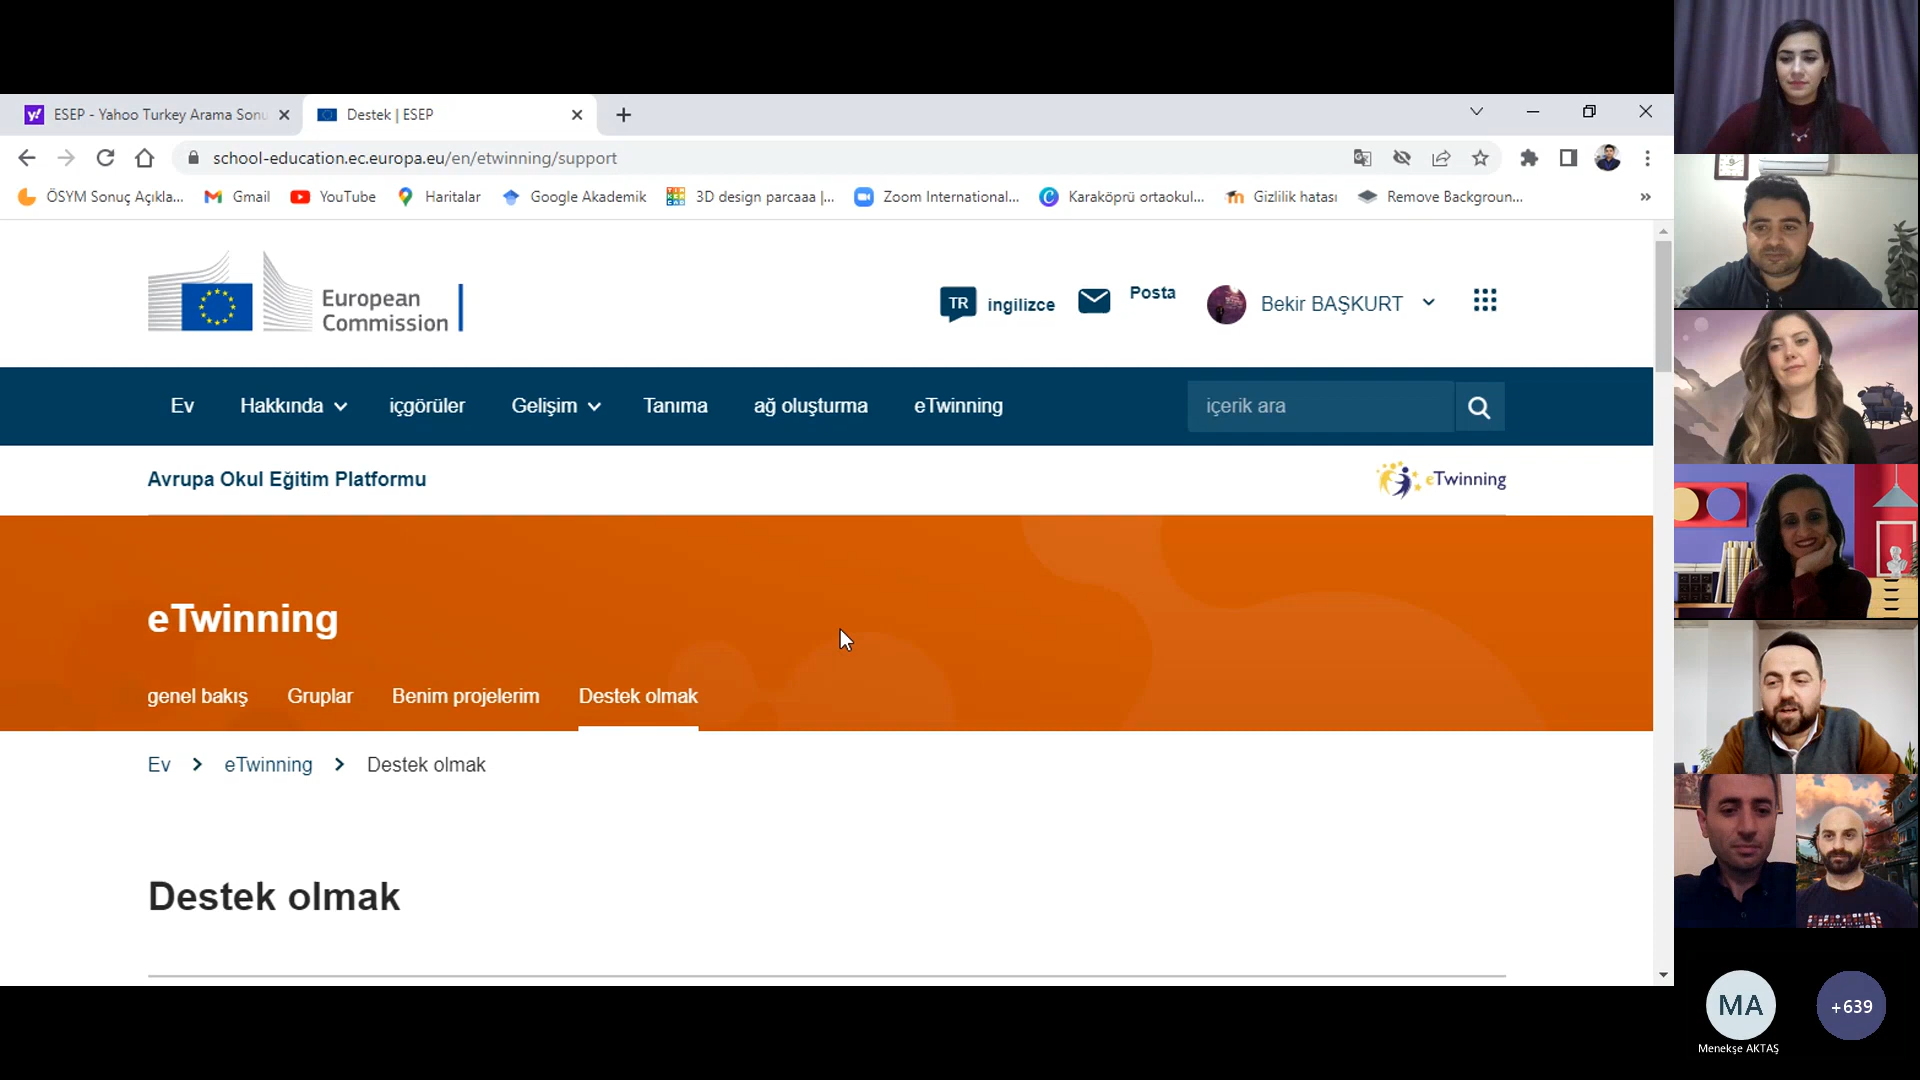 ESEP - Yahoo Turkey Arama Sonu
Destek | ESEP
school-education.ec.europa.eu/en/etwinning/support
ÖSYM Sonuç Açıkla...
Gmail
YouTube
Haritalar
Google Akademik
3D design parcaaa |...
Zoom International...
Karaköprü ortaokul...
Gizlilik hatası
Remove Backgroun...
European
Commission
TR
ingilizce
Posta
Bekir BAŞKURT
Ev
Hakkında
içgörüler
Gelişim
Tanıma
ağ oluşturma
eTwinning
içerik ara
Avrupa Okul Eğitim Platformu
eTwinning
eTwinning
genel bakış
Gruplar
Benim projelerim
Destek olmak
Ev > eTwinning > Destek olmak
Destek olmak
MA
Menekşe AKTAŞ
+639